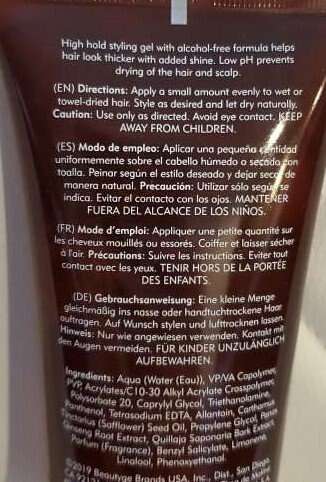 High hold styling gel with alcohol-free formula helps
hair look thicker with added shine. Low pH prevents
drying of the hair and scalp.
(EN) Directions: Apply a small amount evenly to wet or
towel-dried hair. Style as desired and let dry naturally.
Caution: Use only as directed. Avoid eye contact. KEEP
AWAY FROM CHILDREN.
(ES) Modo de empleo: Aplicar una pequeña cantidad
uniformemente sobre el cabello húmedo a secado con
toalla. Peinar según el estilo deseado y dejar secar de
manera natural. Precaución: Utilizar sólo según se
indica. Evitar el contacto con los ojos. MANTENER
FUERA DEL ALCANCE DE LOS NIÑOS.
(FR) Mode d'emploi: Appliquer une petite quantité sur
les cheveux mouillés ou essorés. Coiffer et laisser sécher
à l'air. Précautions: Suivre les instructions. Eviter tout
contact avec les yeux. TENIR HORS DE LA PORTÉE
DES ENFANTS.
(DE) Gebrauchsanweisung: Eine kleine Menge
gleichmäßig ins nasse oder handtuchtrockene Haar
auftragen. Auf Wunsch stylen und lufttrocknen lassen.
Hinweis: Nur wie angewiesen verwenden. Kontakt mit
den Augen vermeiden. FÜR KINDER UNZULÄNGLICH
AUFBEWAHREN.
Ingredients: Aqua (Water (Eau)), VP/VA Copolymer,
PVP, Acrylates/C10-30 Alkyl Acrylate Crosspolymer,
Polysorbate 20, Caprylyl Glycol, Triethanolamine,
Panthenol, Tetrasodium EDTA, Allantoin, Carthamus
Tinctorius (Safflower) Seed Oil, Propylene Glycol, Panax
Ginseng Root Extract, Quillaja Saponaria Bark Extract,
Parfum (Fragrance), Benzyl Salicylate, Limonene,
Linalool, Phenoxyethanol.
©2019 Beautyge Brands USA, Inc., Dist., San Diego,